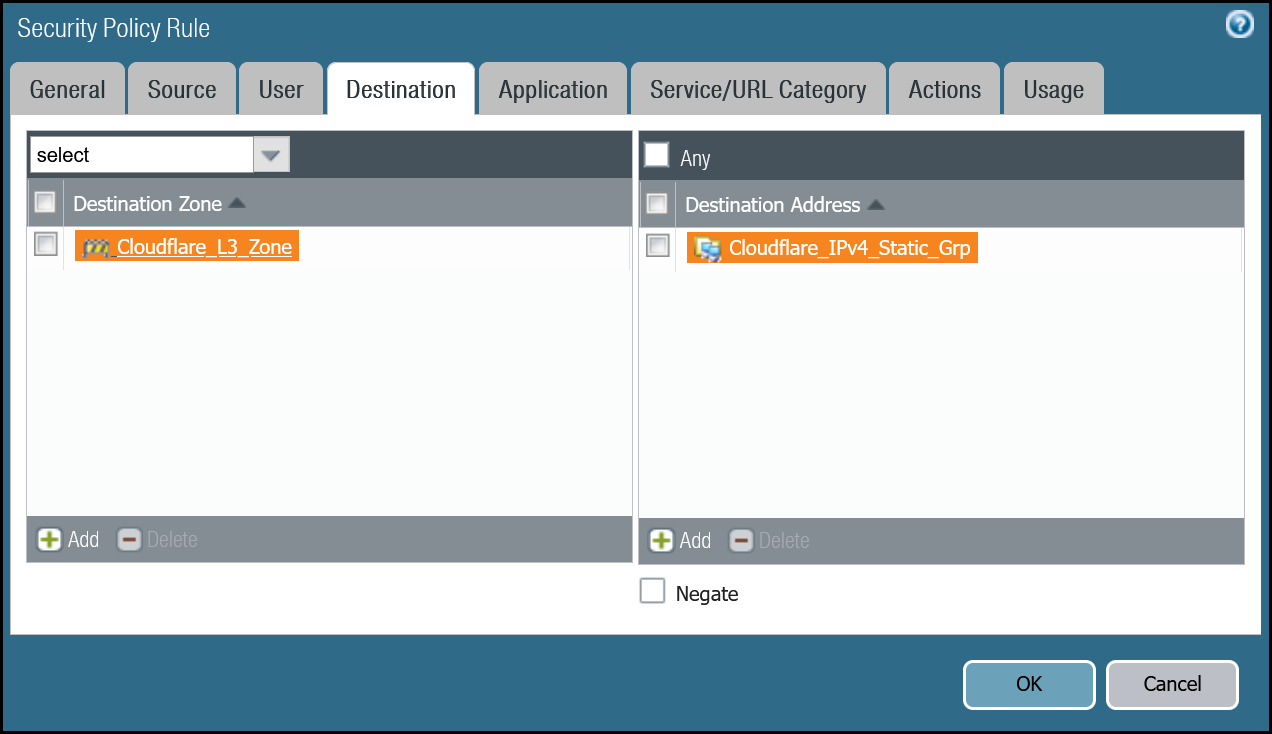 Security Policy Rule
General Source User Destination Application Service/URL Category Actions Usage
select
Any
Destination Zone
Destination Address
Cloudflare_L3_Zone
Cloudflare_IPv4_Static_Grp
Add Delete
Add Delete
Negate
OK Cancel